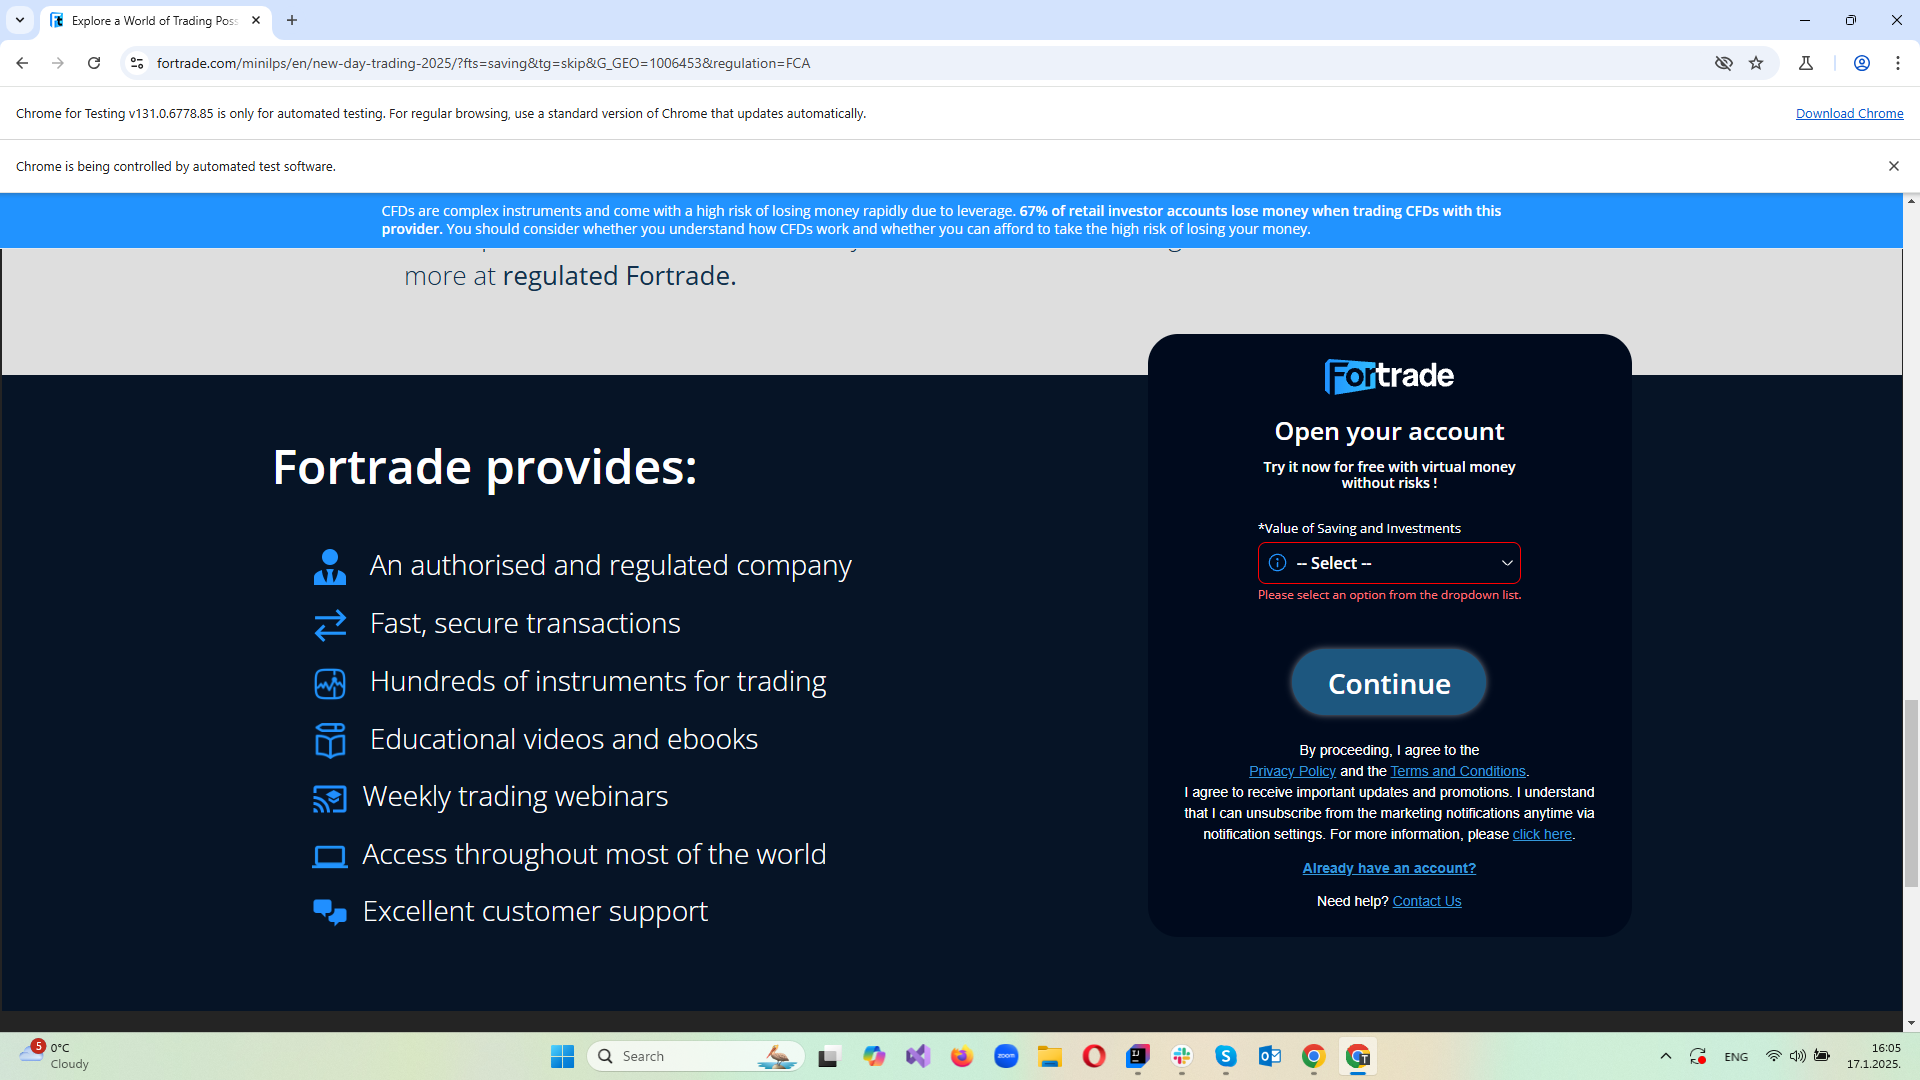 Explore a World of Trading Poss
fortrade.com/minilps/en/new-day-trading-2025/?fts=saving&tg=skip&G_GEO=1006453&regulation=FCA
Chrome for Testing v131.0.6778.85 is only for automated testing. For regular browsing, use a standard version of Chrome that updates automatically.
Download Chrome
Chrome is being controlled by automated test software.
CFDs are complex instruments and come with a high risk of losing money rapidly due to leverage. 67% of retail investor accounts lose money when trading CFDs with this
provider. You should consider whether you understand how CFDs work and whether you can afford to take the high risk of losing your money.
more at regulated Fortrade.
Fortrade provides:
An authorised and regulated company
Fast, secure transactions
Hundreds of instruments for trading
Educational videos and ebooks
Weekly trading webinars
Access throughout most of the world
Excellent customer support
Fortrade
Open your account
Try it now for free with virtual money
without risks !
*Value of Saving and Investments
-- Select --
Please select an option from the dropdown list.
Continue
By proceeding, I agree to the
Privacy Policy and the Terms and Conditions.
I agree to receive important updates and promotions. I understand
that I can unsubscribe from the marketing notifications anytime via
notification settings. For more information, please click here.
Already have an account?
Need help? Contact Us
5
0°C
Cloudy
Search
zoom
ENG
16:05
17.1.2025.